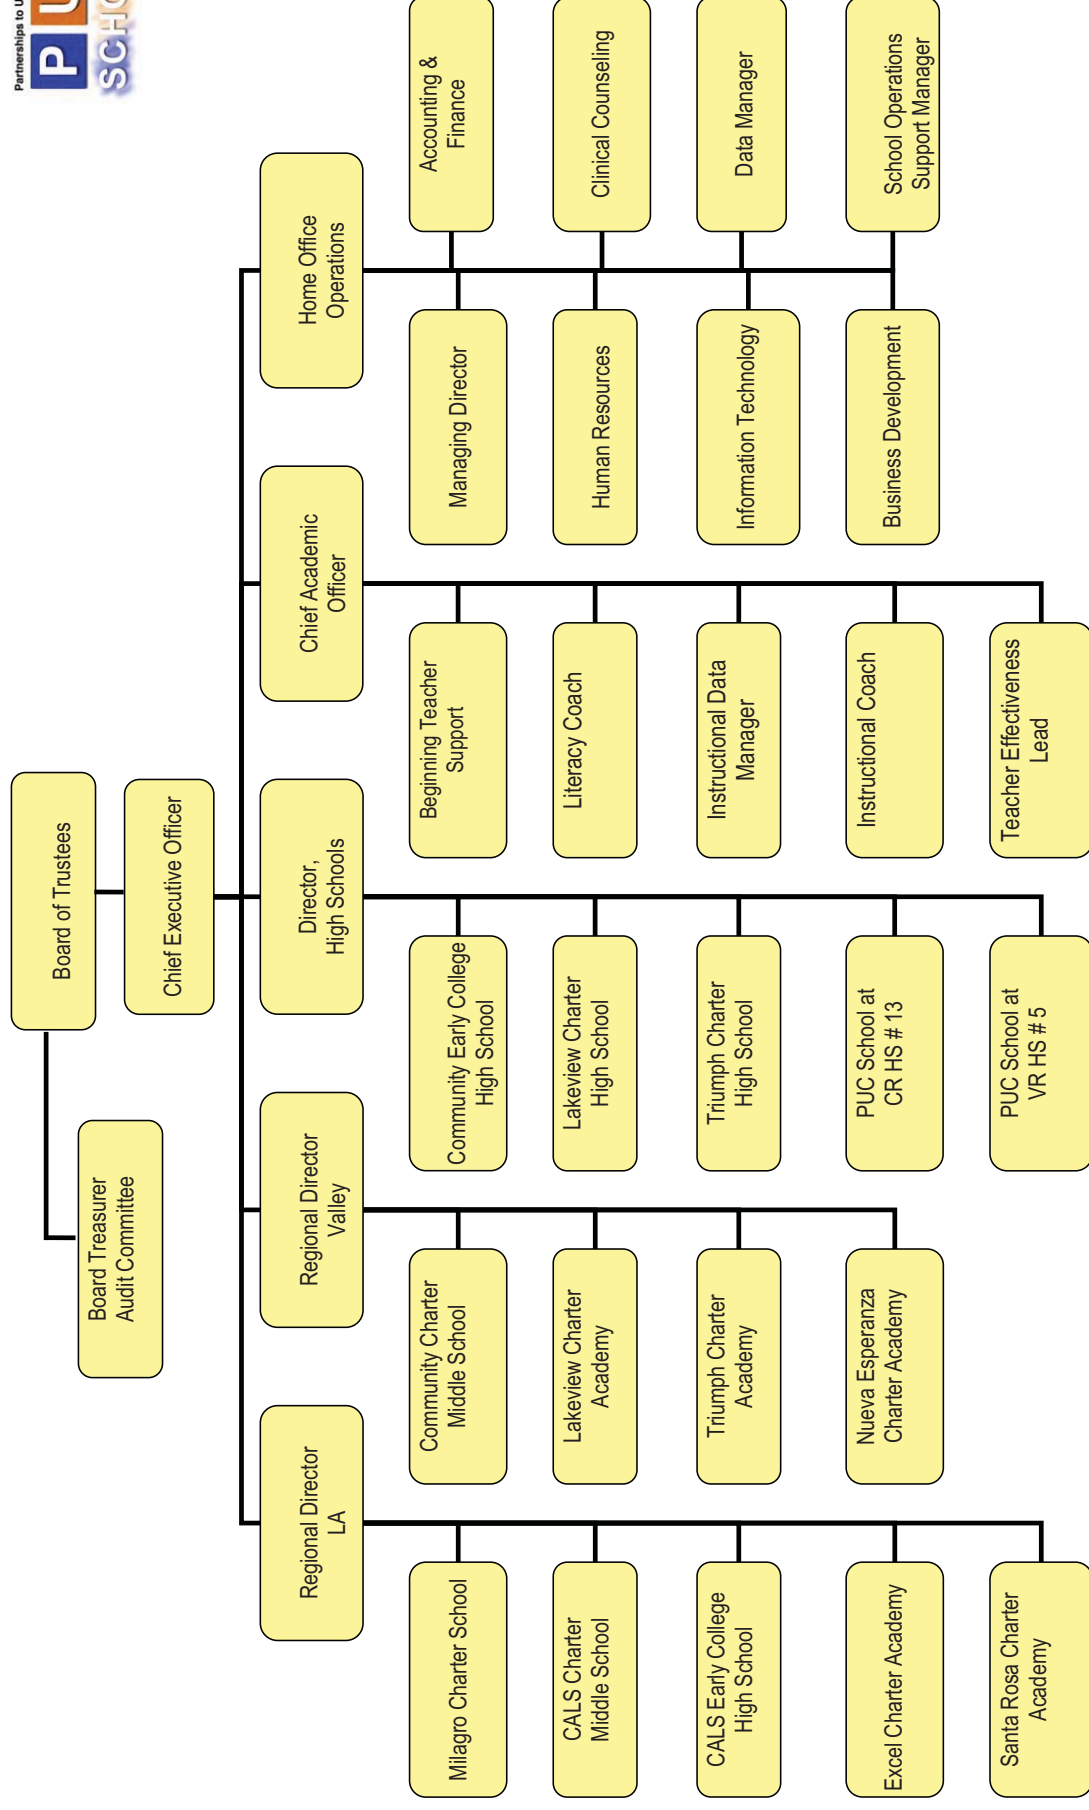 Partnerships to U
P U
SCHO
Board of Trustees
Board Treasurer
Audit Committee
Chief Executive Officer
Regional Director
LA
Regional Director
Valley
Director,
High Schools
Chief Academic
Officer
Home Office
Operations
Milagro Charter School
CALS Charter
Middle School
CALS Early College
High School
Excel Charter Academy
Santa Rosa Charter
Academy
Community Charter
Middle School
Lakeview Charter
Academy
Triumph Charter
Academy
Nueva Esperanza
Charter Academy
Community Early College
High School
Lakeview Charter
High School
Triumph Charter
High School
PUC School at
CR HS # 13
PUC School at
VR HS # 5
Beginning Teacher
Support
Literacy Coach
Instructional Data
Manager
Instructional Coach
Teacher Effectiveness
Lead
Managing Director
Human Resources
Information Technology
Business Development
Accounting &
Finance
Clinical Counseling
Data Manager
School Operations
Support Manager